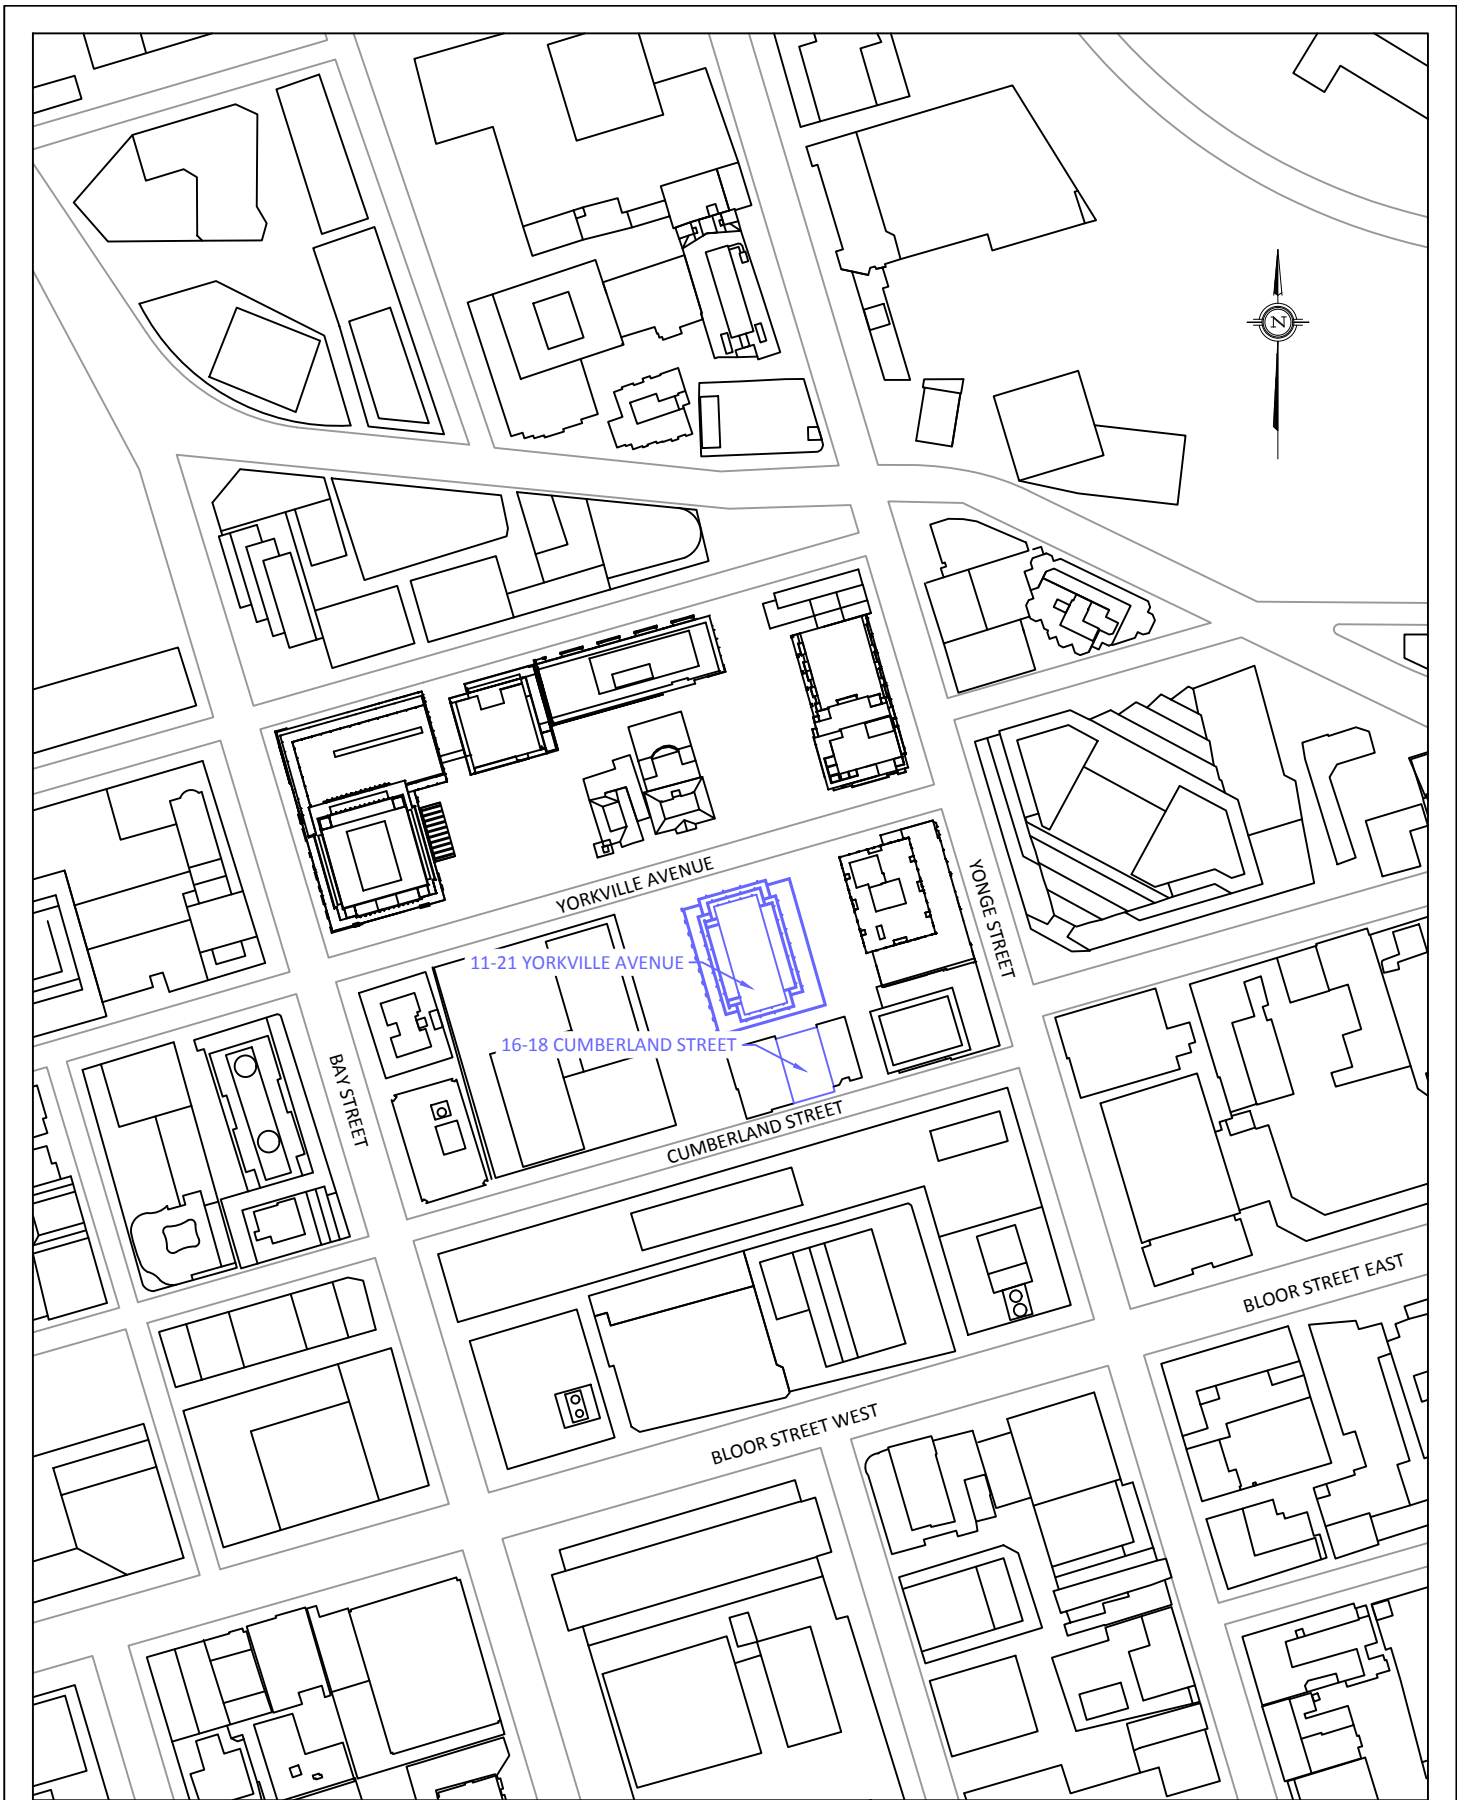 N
YORKVILLE AVENUE
YONGE STREET
11-21 YORKVILLE AVENUE
16-18 CUMBERLAND STREET
BAY STREET
CUMBERLAND STREET
BLOOR STREET EAST
BLOOR STREET WEST